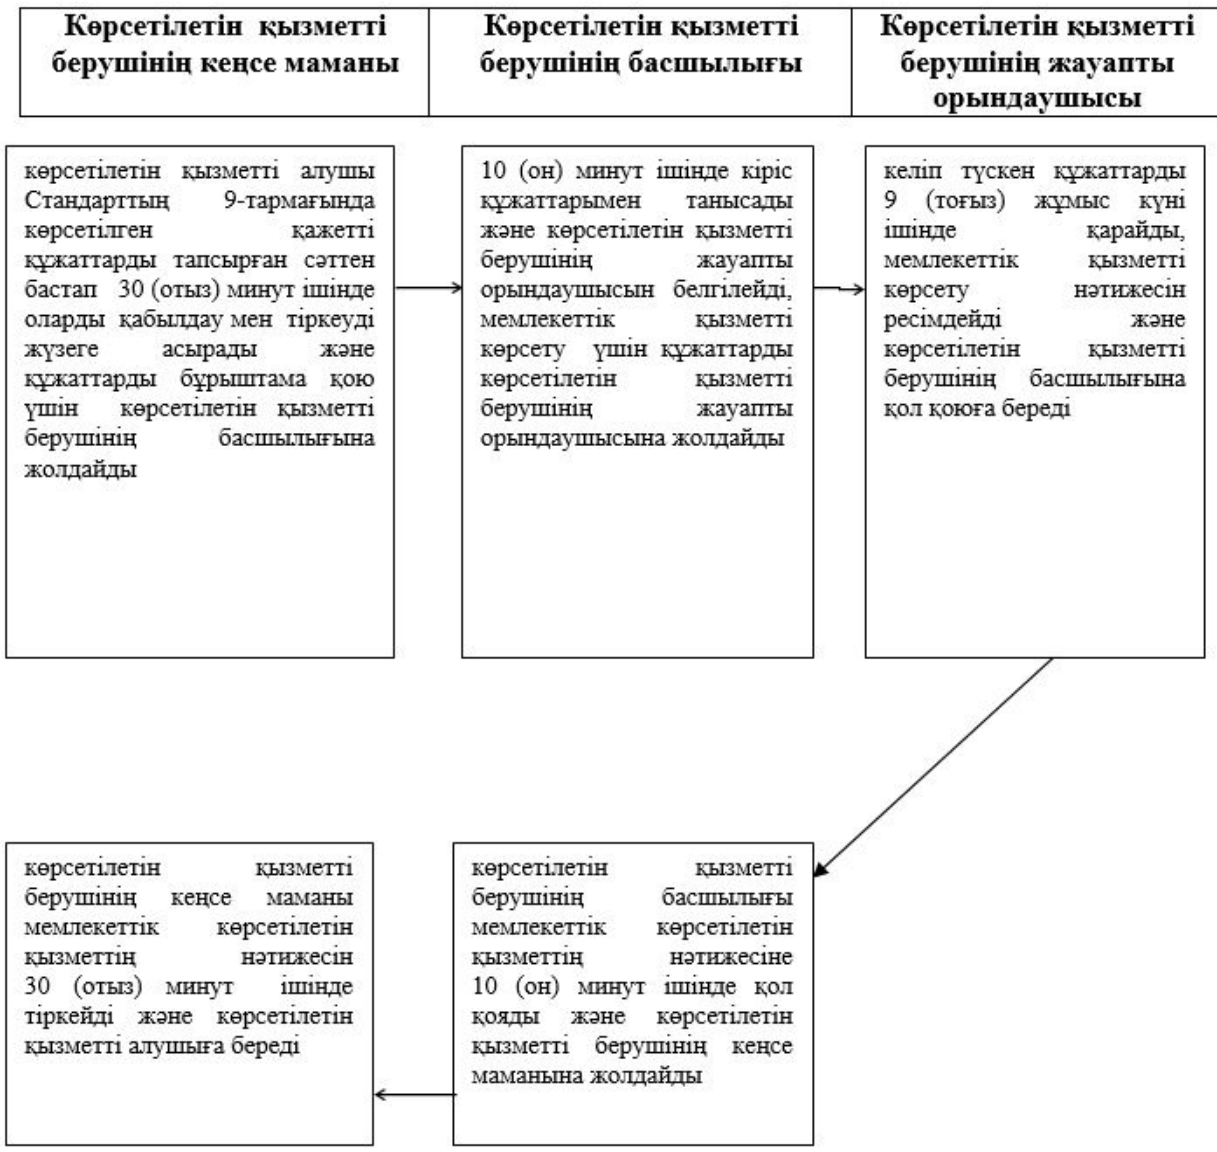 Көрсетілетін қызметті
берушінің кеңсе маманы
Көрсетілетін қызметті
берушінің басшылығы
Көрсетілетін қызметті
берушінің жауапты
орындаушысы
көрсетілетін қызметті алушы
Стандарттың 9-тармағында
көрсетілген қажетті
құжаттарды тапсырған сәттен
бастап 30 (отыз) минут ішінде
оларды қабылдау мен тіркеуді
жүзеге асырады және
құжаттарды бұрыштама қою
үшін көрсетілетін қызметті
берушінің басшылығына
жолдайды
10 (он) минут ішінде кіріс
құжаттарымен танысады
және көрсетілетін қызметті
берушінің жауапты
орындаушысын белгілейді,
мемлекеттік қызметті
көрсету үшін құжаттарды
көрсетілетін қызметті
берушінің жауапты
орындаушысына жолдайды
келіп түскен құжаттарды
9 (тоғыз) жұмыс күні
ішінде қарайды,
мемлекеттік қызметті
көрсету нәтижесін
ресімдейді және
көрсетілетін қызметті
берушінің басшылығына
қол қоюға береді
көрсетілетін қызметті
берушінің кеңсе маманы
мемлекеттік көрсетілетін
қызметтің нәтижесін
30 (отыз) минут ішінде
тіркейді және көрсетілетін
қызметті алушыға береді
көрсетілетін қызметті
берушінің басшылығы
мемлекеттік көрсетілетін
қызметтің нәтижесіне
10 (он) минут ішінде қол
қояды және көрсетілетін
қызметті берушінің кеңсе
маманына жолдайды